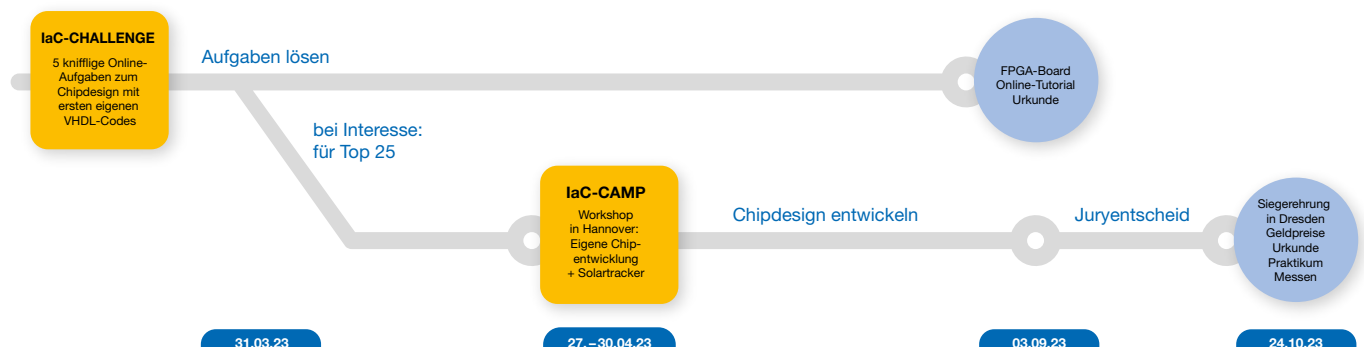 IaC-CHALLENGE
5 knifflige Online-
Aufgaben zum
Chipdesign mit
ersten eigenen
VHDL-Codes
Aufgaben lösen
FPGA-Board
Online-Tutorial
Urkunde
bei Interesse:
für Top 25
IaC-CAMP
Workshop
in Hannover:
Eigene Chip-
entwicklung
+ Solartracker
Chipdesign entwickeln
Juryentscheid
Siegerehrung
in Dresden
Geldpreise
Urkunde
Praktikum
Messen
31.03.23
27. – 30.04.23
03.09.23
24.10.23